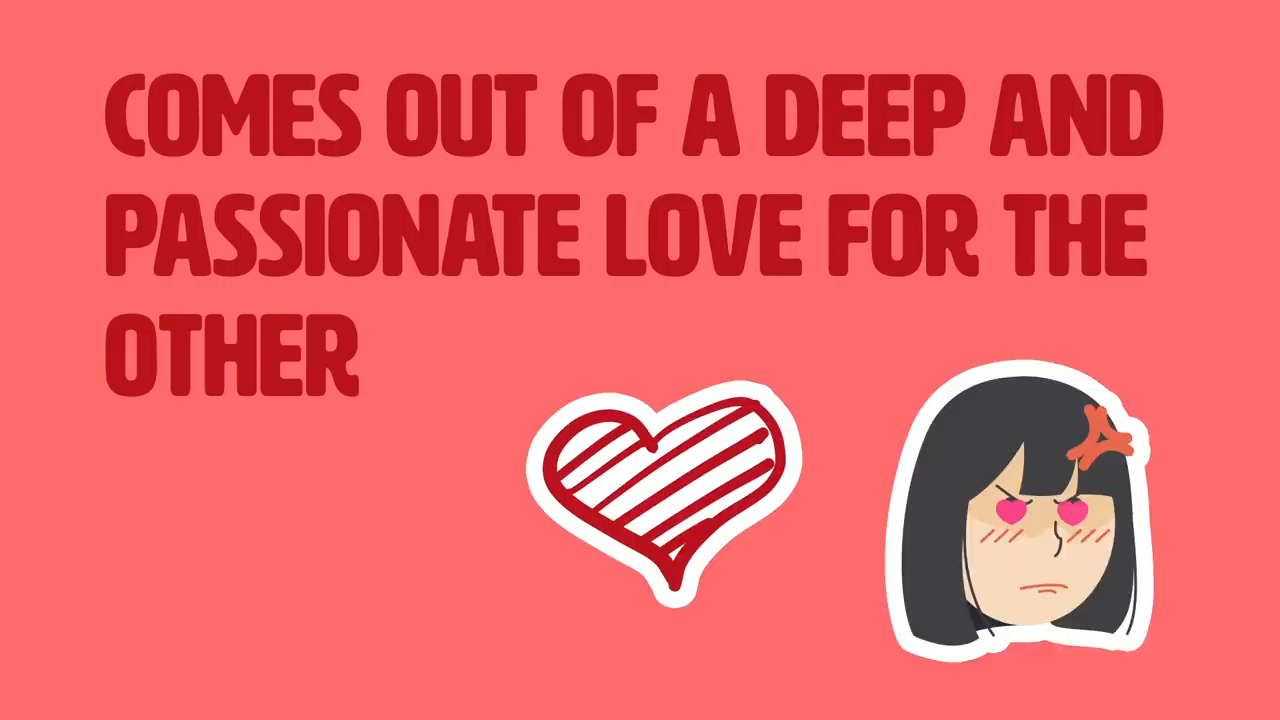 COMES OUT OF A DEEP AND
PASSIONATE LOVE FOR THE
OTHER